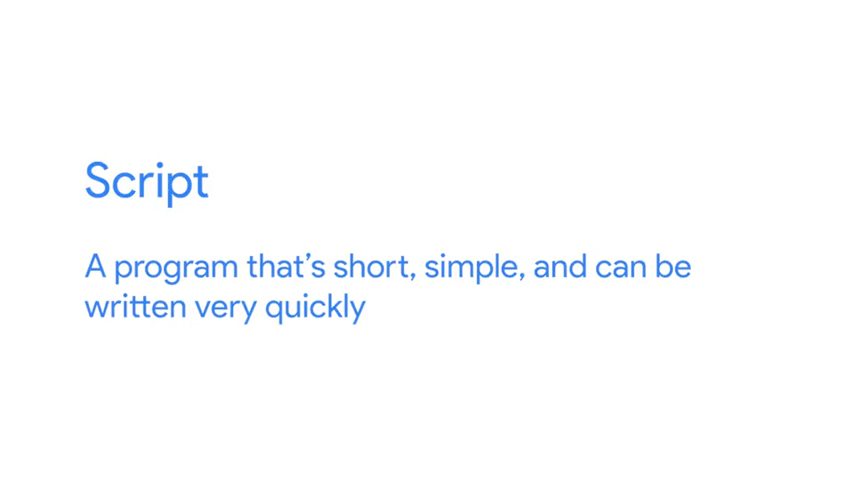 Script
A program that’s short, simple, and can be
written very quickly